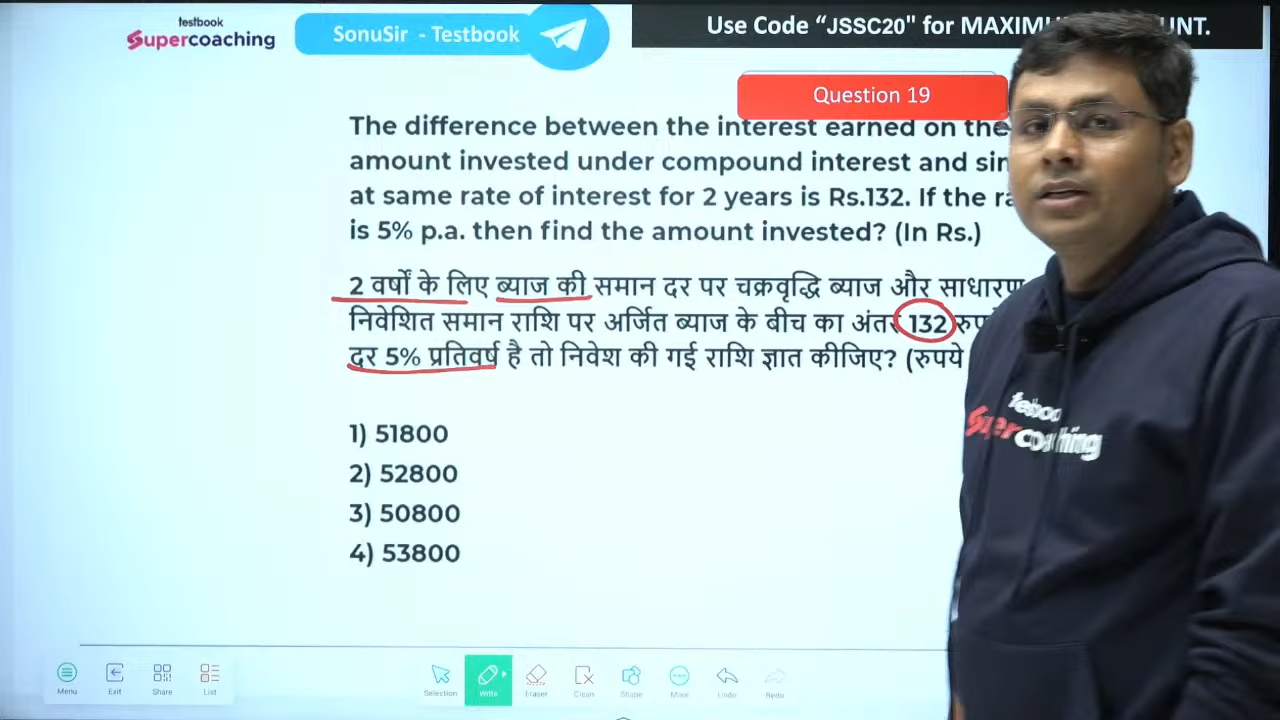 testbook
Supercoaching
SonuSir - Testbook
Use Code “JSSC20" for MAXIMU UNT.
Question 19
The difference between the interest earned on the
amount invested under compound interest and sin
at same rate of interest for 2 years is Rs.132. If the ra
is 5% p.a. then find the amount invested? (In Rs.)
2 वर्षों के लिए ब्याज की समान दर पर चक्रवृद्धि ब्याज और साधारण
निवेशित समान राशि पर अर्जित ब्याज के बीच का अंतर 132 रुपये
दर 5% प्रतिवर्ष है तो निवेश की गई राशि ज्ञात कीजिए? (रुपये
1) 51800
2) 52800
3) 50800
4) 53800
testbook
Supercoaching
Menu
Exit
Share
List
Selection
Write
Eraser
Clean
Shape
More
Undo
Redo